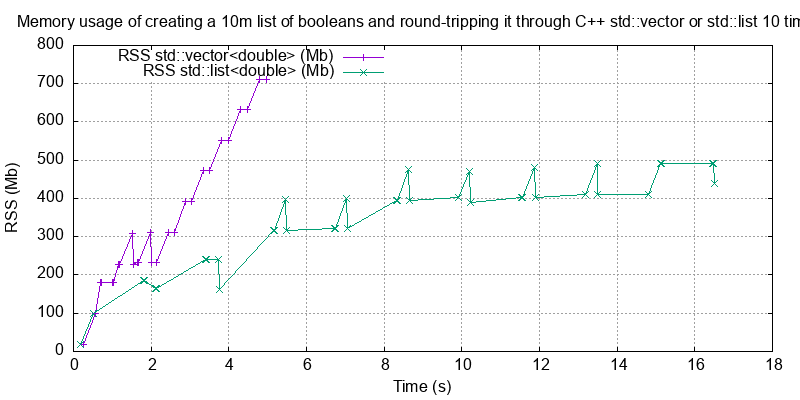 Memory usage of creating a 10m list of booleans and round-tripping it through C++ std::vector or std::list 10 tim
RSS std::vector<double> (Mb)
RSS std::list<double> (Mb)
800
700
600
500
400
300
200
100
0
RSS (Mb)
0 2 4 6 8 10 12 14 16 18
Time (s)